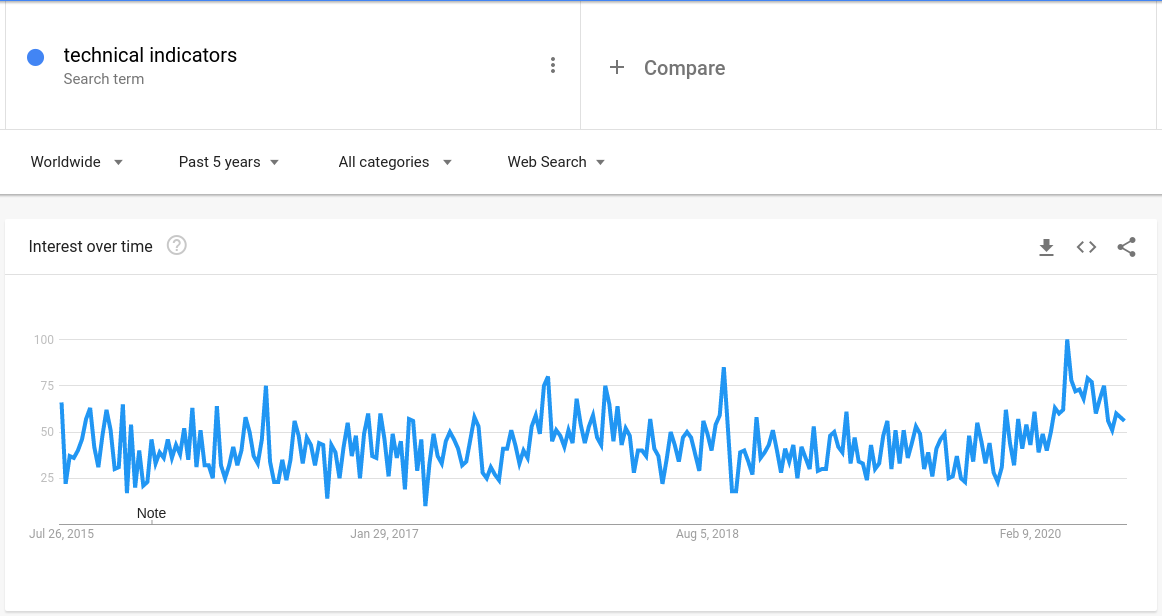 technical indicators
Search term
+ Compare
Worldwide Past 5 years All categories Web Search
Interest over time ?
100
75
50
25
Note
Jul 26, 2015 Jan 29, 2017 Aug 5, 2018 Feb 9, 2020